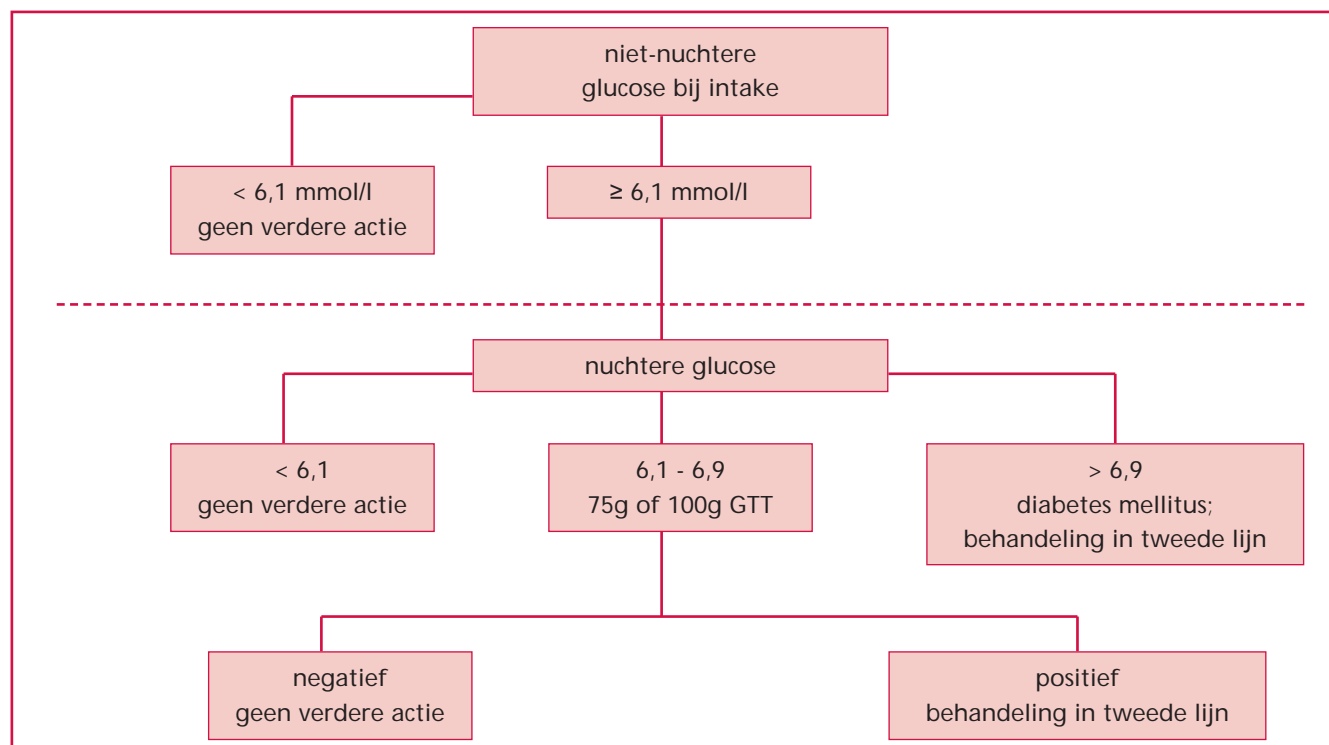 niet-nuchtere
glucose bij intake
< 6,1 mmol/l
geen verdere actie
≥ 6,1 mmol/l
nuchtere glucose
< 6,1
geen verdere actie
6,1 - 6,9
75g of 100g GTT
> 6,9
diabetes mellitus;
behandeling in tweede lijn
negatief
geen verdere actie
positief
behandeling in tweede lijn